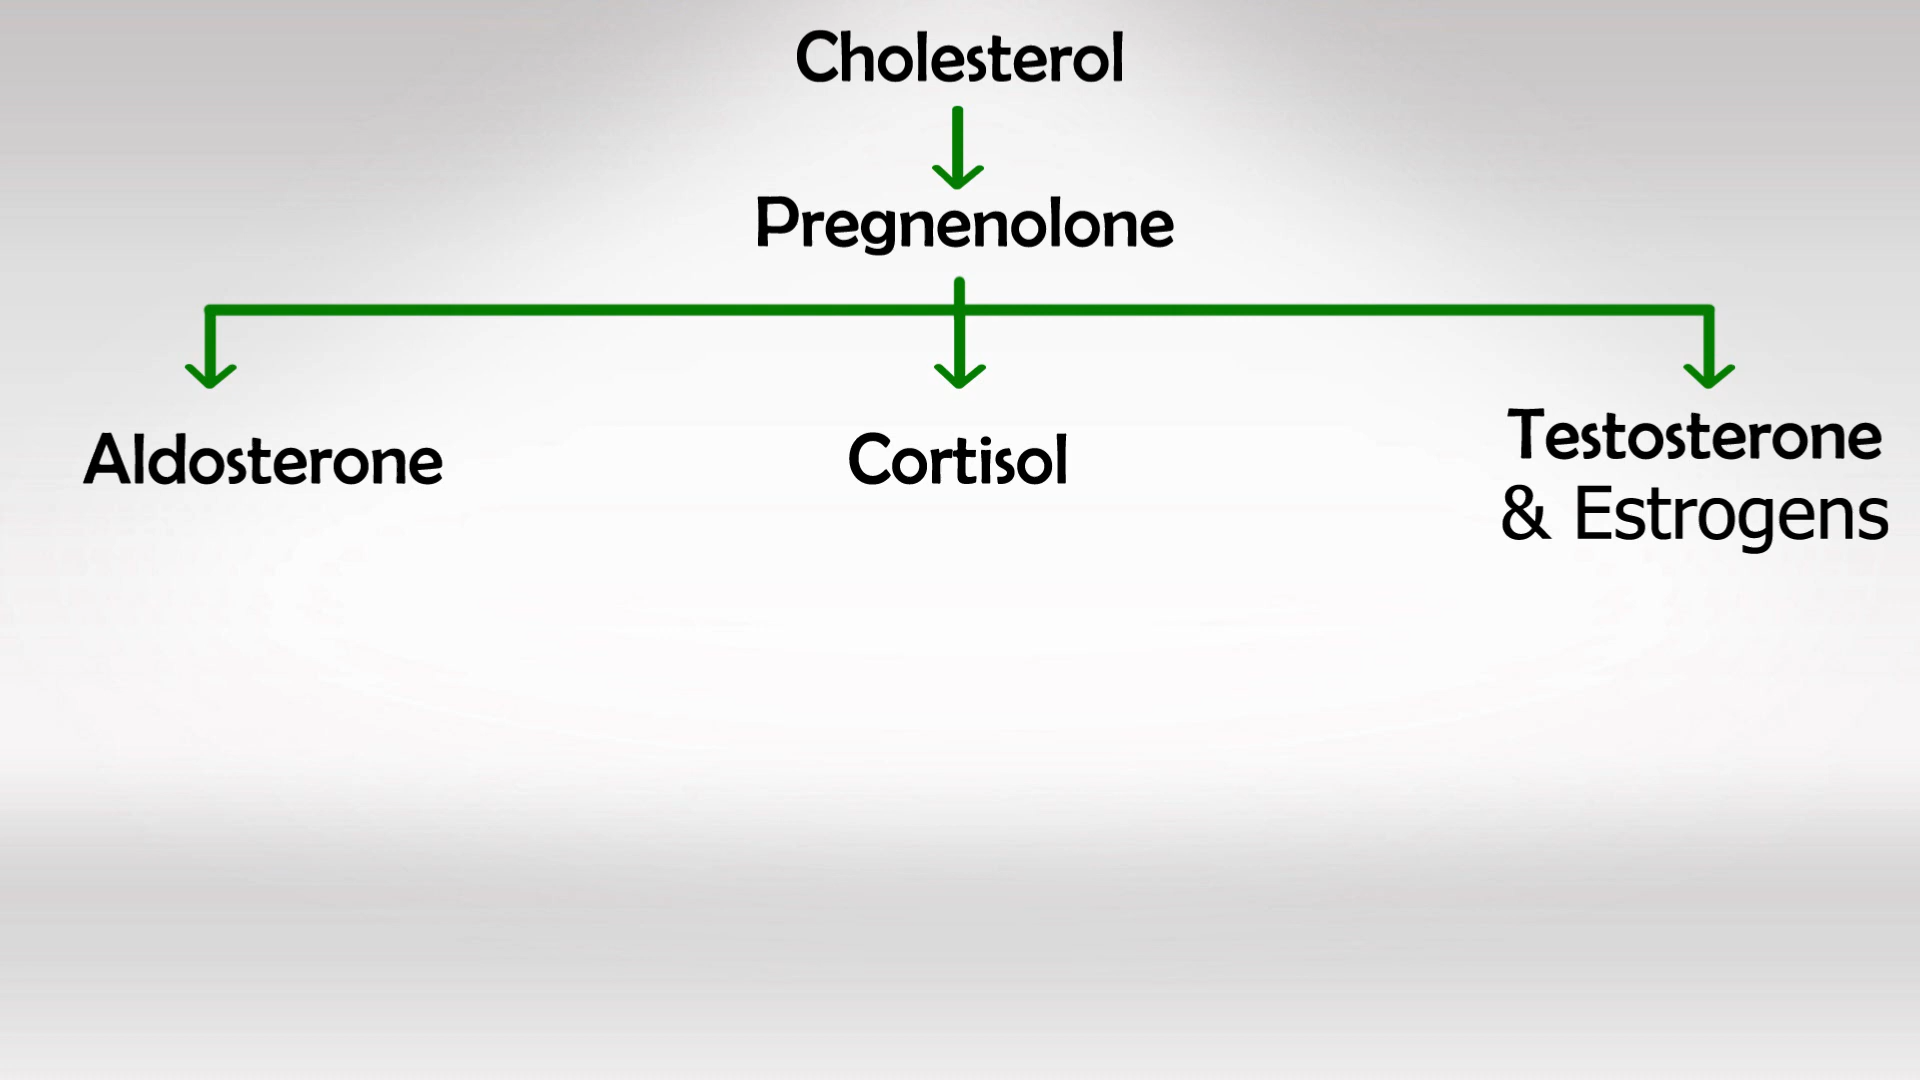 Cholesterol
Pregnenolone
Aldosterone
Cortisol
Testosterone
& Estrogens